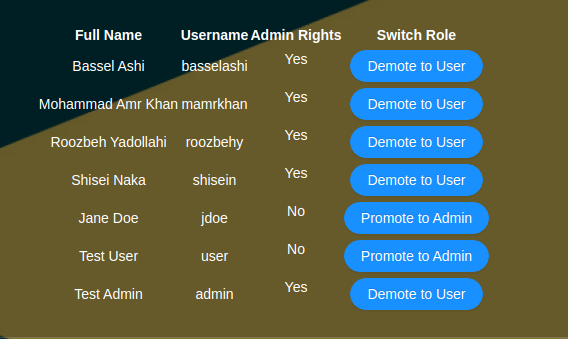 Full Name Username Admin Rights Switch Role
Bassel Ashi basselashi Yes Demote to User
Mohammad Amr Khan mamrkhan Yes Demote to User
Roozbeh Yadollahi roozbehy Yes Demote to User
Shisei Naka shisein Yes Demote to User
Jane Doe jdoe No Promote to Admin
Test User user No Promote to Admin
Test Admin admin Yes Demote to User